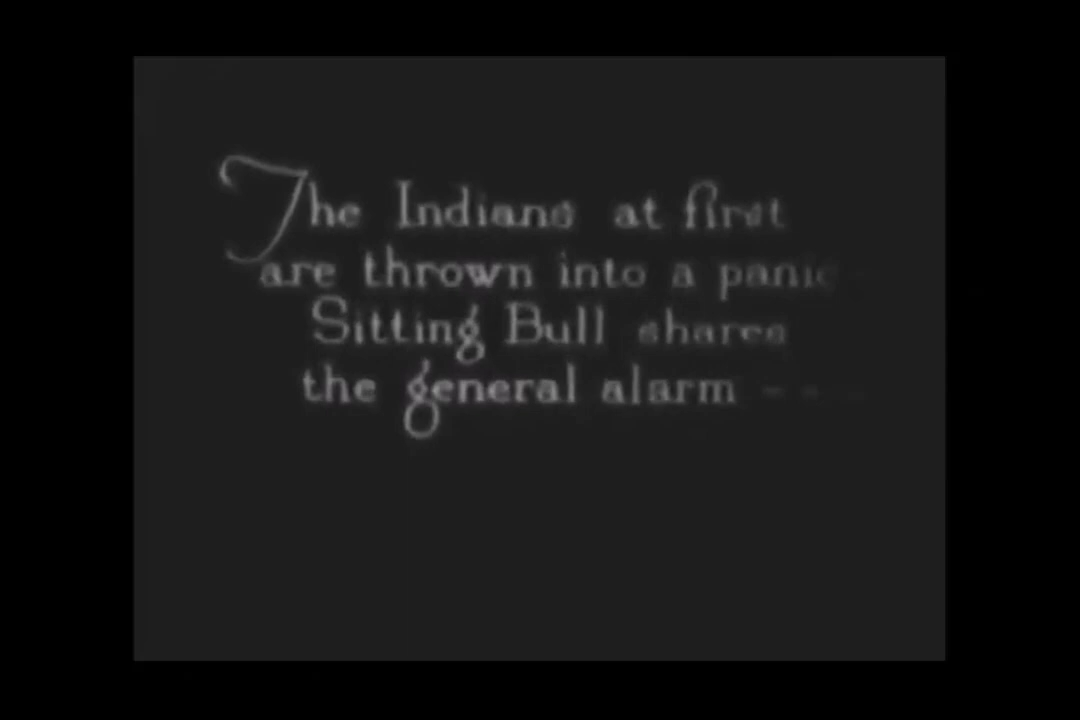 The Indians at first
are thrown into a panic -
Sitting Bull shares
the general alarm - - -